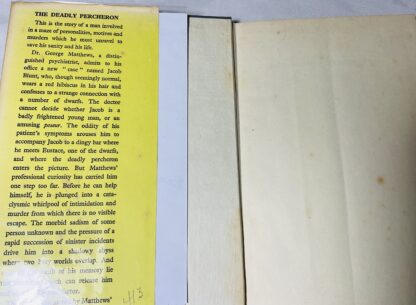 THE DEADLY PERCHERON
This is the story of a man involved
in a maze of personalities, motives and
murders which he must unravel to
save his sanity and his life.
Dr. George Matthews, a distin-
guished psychiatrist, admits to his
office a new "case" named Jacob
Blunt, who, though seemingly normal,
wears a red hibiscus in his hair and
confesses to a strange connection with
a number of dwarfs. The doctor
cannot decide whether Jacob is a
badly frightened young man, or an
amusing poseur. The oddity of his
patient's symptoms arouses him to
accompany Jacob to a dingy bar where
he meets Eustace, one of the dwarfs,
and where the deadly percheron
enters the picture. But Matthews'
professional curiosity has carried him
one step too far. Before he can help
himself, he is plunged into a cata-
clysmic whirlpool of intimidation and
murder from which there is no visible
escape. The morbid sadism of some
person unknown and the pressure of a
rapid succession of sinister incidents
drive him into a shadowy abyss
where two worlds overlap. And
of his memory lie
which can release him
Matthews'